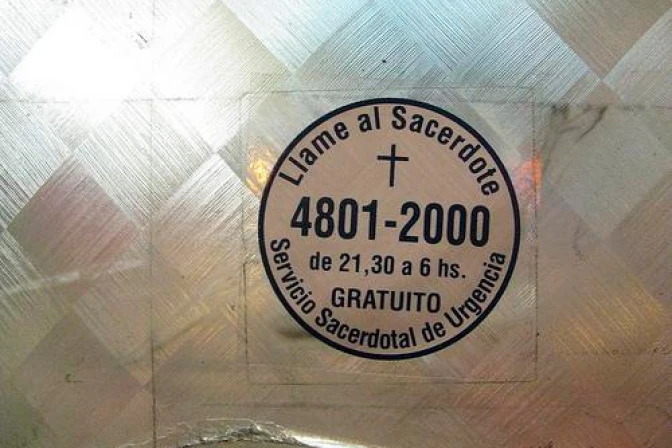 Llame al Sacerdote
4801-2000
de 21,30 a 6 hs.
GRATUITO
Servicio Sacerdotal de Urgencia